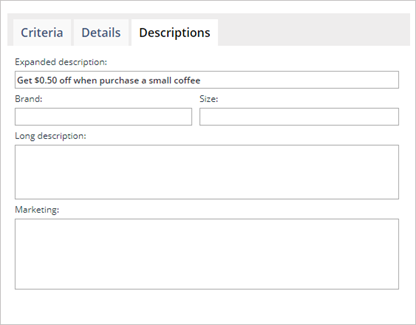 Criteria Details Descriptions
Expanded description:
Get $0.50 off when purchase a small coffee
Brand: Size:
Long description:
Marketing: